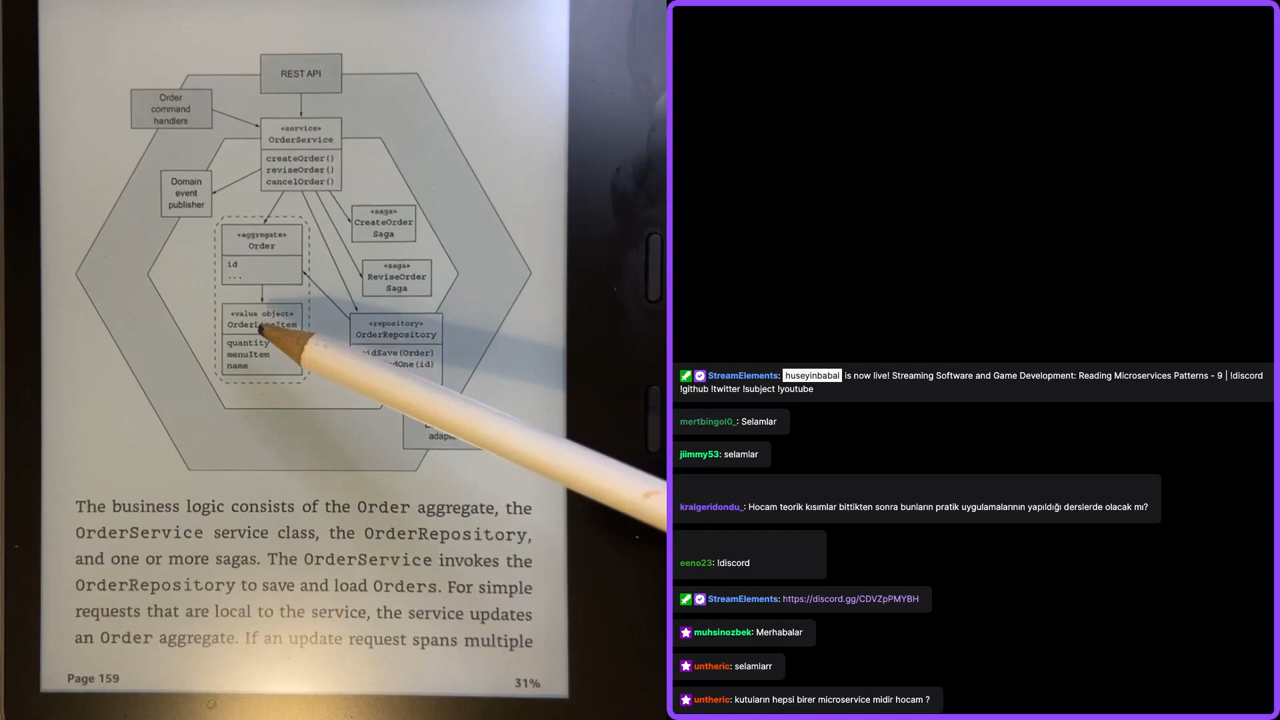 REST API
Order
command
handlers
«service»
OrderService
createOrder()
reviseOrder()
cancelOrder()
Domain
event
publisher
«saga»
CreateOrder
Saga
«aggregate»
Order
id
...
«saga»
ReviseOrder
Saga
«value object»
quantity
menuItem
name
«repository»
OrderRepository
(Order)
(id)
The business logic consists of the Order aggregate, the
OrderService service class, the OrderRepository,
and one or more sagas. The OrderService invokes the
OrderRepository to save and load Orders. For simple
requests that are local to the service, the service updates
an Order aggregate. If an update request spans multiple
Page 159
31%
StreamElements: huseyinbabal is now live! Streaming Software and Game Development: Reading Microservices Patterns - 9 | !discord
!github !twitter !subject !youtube
mertbingol0_: Selamlar
jiimmy53: selamlar
kralgeridondu_: Hocam teorik kısımlar bittikten sonra bunların pratik uygulamalarının yapıldığı derslerde olacak mı?
eeno23: !discord
StreamElements: https://discord.gg/CDVZpPMYBH
muhsinozbek: Merhabalar
untheric: selamlarr
untheric: kutuların hepsi birer microservice midir hocam ?